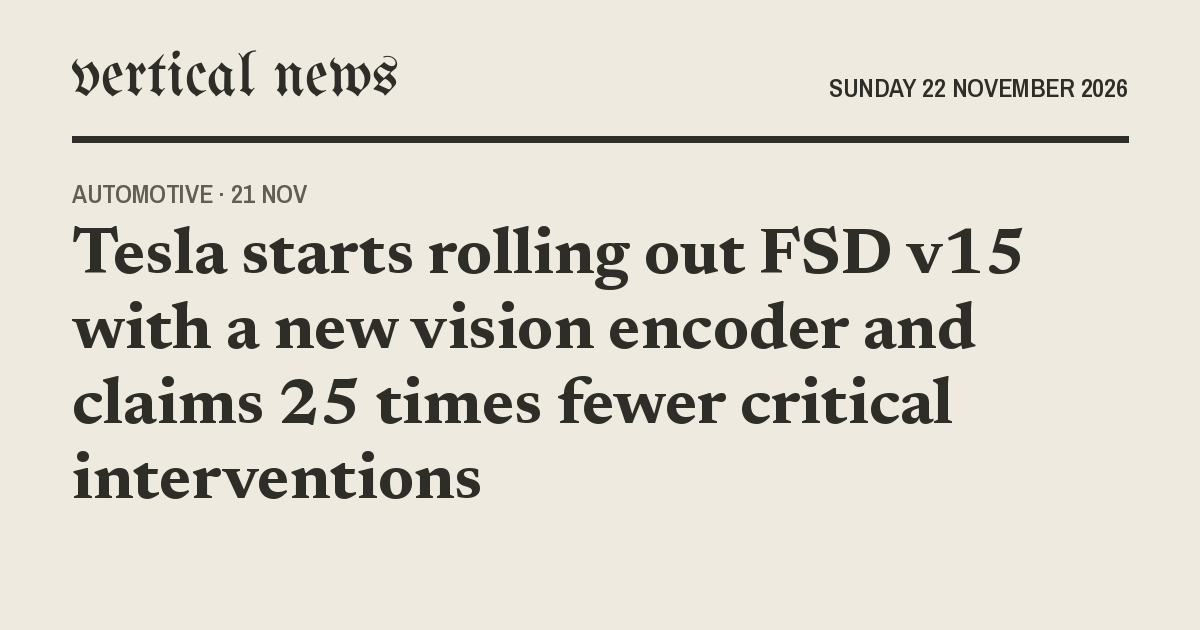 vertical news
SUNDAY 22 NOVEMBER 2026
AUTOMOTIVE · 21 NOV
Tesla starts rolling out FSD v15
with a new vision encoder and
claims 25 times fewer critical
interventions